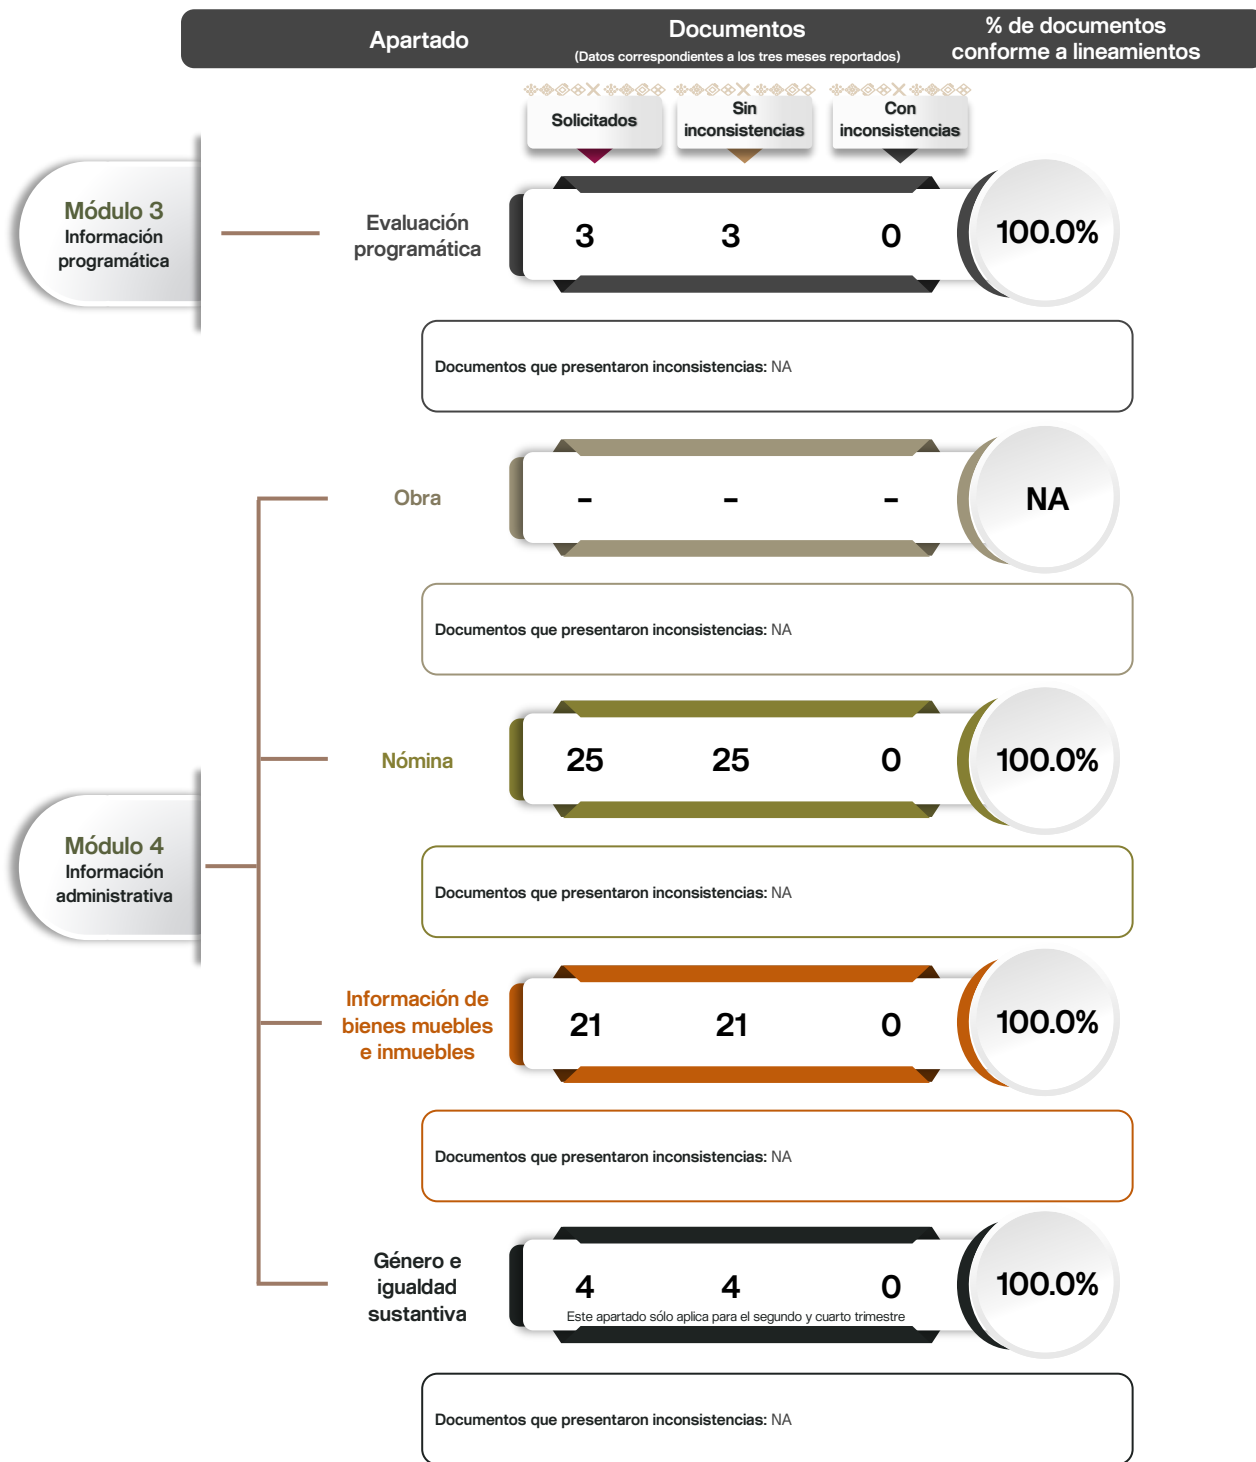 Apartado
Documentos
(Datos correspondientes a los tres meses reportados)
% de documentos
conforme a lineamientos
Solicitados
Sin
inconsistencias
Con
inconsistencias
Módulo 3
Información
programática
Evaluación
programática
3 3 0 100.0%
Documentos que presentaron inconsistencias: NA
Obra
- - - NA
Documentos que presentaron inconsistencias: NA
Nómina
25 25 0 100.0%
Documentos que presentaron inconsistencias: NA
Módulo 4
Información
administrativa
Información de
bienes muebles
e inmuebles
21 21 0 100.0%
Documentos que presentaron inconsistencias: NA
Género e
igualdad
sustantiva
4 4 0 100.0%
Este apartado sólo aplica para el segundo y cuarto trimestre
Documentos que presentaron inconsistencias: NA